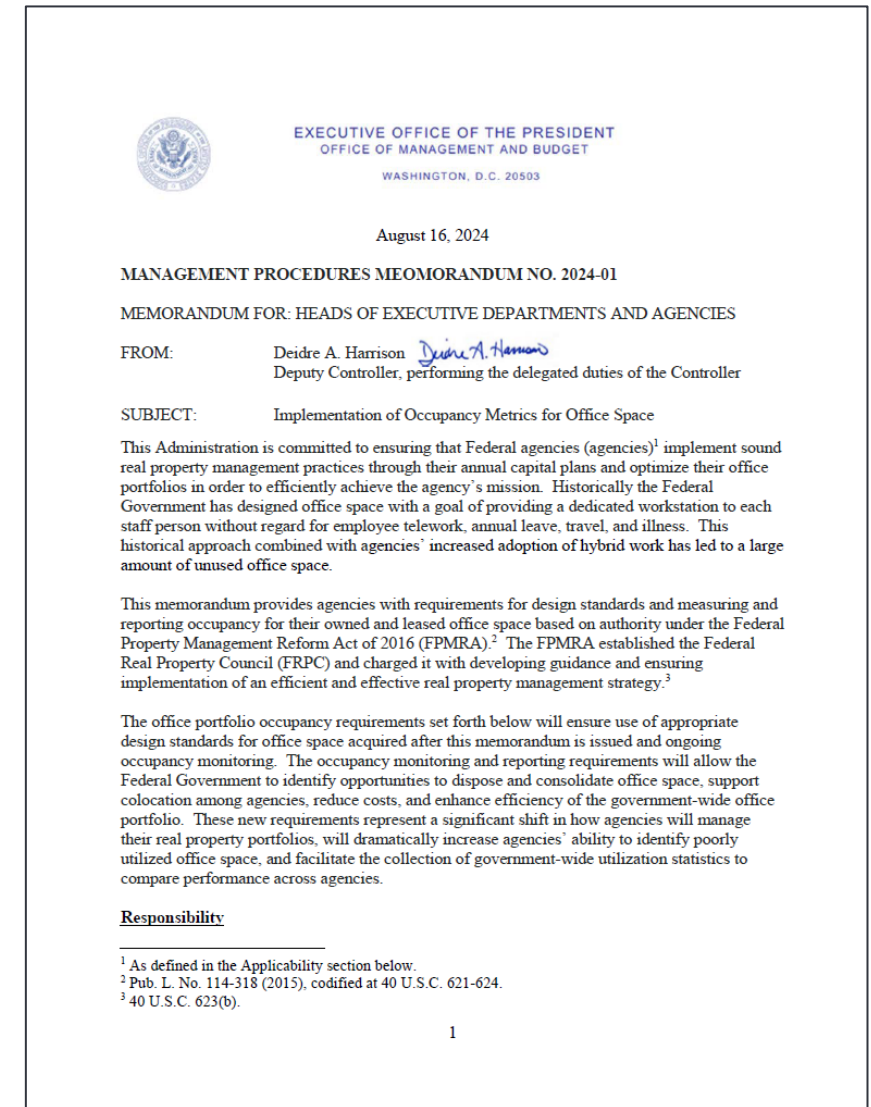 EXECUTIVE OFFICE OF THE PRESIDENT
OFFICE OF MANAGEMENT AND BUDGET
WASHINGTON, D.C. 20503
August 16, 2024
MANAGEMENT PROCEDURES MEOMORANDUM NO. 2024-01
MEMORANDUM FOR: HEADS OF EXECUTIVE DEPARTMENTS AND AGENCIES
FROM: Deidre A. Harrison Deidre A. Harrison
Deputy Controller, performing the delegated duties of the Controller
SUBJECT: Implementation of Occupancy Metrics for Office Space
This Administration is committed to ensuring that Federal agencies (agencies)¹ implement sound
real property management practices through their annual capital plans and optimize their office
portfolios in order to efficiently achieve the agency’s mission. Historically the Federal
Government has designed office space with a goal of providing a dedicated workstation to each
staff person without regard for employee telework, annual leave, travel, and illness. This
historical approach combined with agencies’ increased adoption of hybrid work has led to a large
amount of unused office space.
This memorandum provides agencies with requirements for design standards and measuring and
reporting occupancy for their owned and leased office space based on authority under the Federal
Property Management Reform Act of 2016 (FPMRA).² The FPMRA established the Federal
Real Property Council (FRPC) and charged it with developing guidance and ensuring
implementation of an efficient and effective real property management strategy.³
The office portfolio occupancy requirements set forth below will ensure use of appropriate
design standards for office space acquired after this memorandum is issued and ongoing
occupancy monitoring. The occupancy monitoring and reporting requirements will allow the
Federal Government to identify opportunities to dispose and consolidate office space, support
colocation among agencies, reduce costs, and enhance efficiency of the government-wide office
portfolio. These new requirements represent a significant shift in how agencies will manage
their real property portfolios, will dramatically increase agencies’ ability to identify poorly
utilized office space, and facilitate the collection of government-wide utilization statistics to
compare performance across agencies.
Responsibility
¹ As defined in the Applicability section below.
² Pub. L. No. 114-318 (2015), codified at 40 U.S.C. 621-624.
³ 40 U.S.C. 623(b).
1